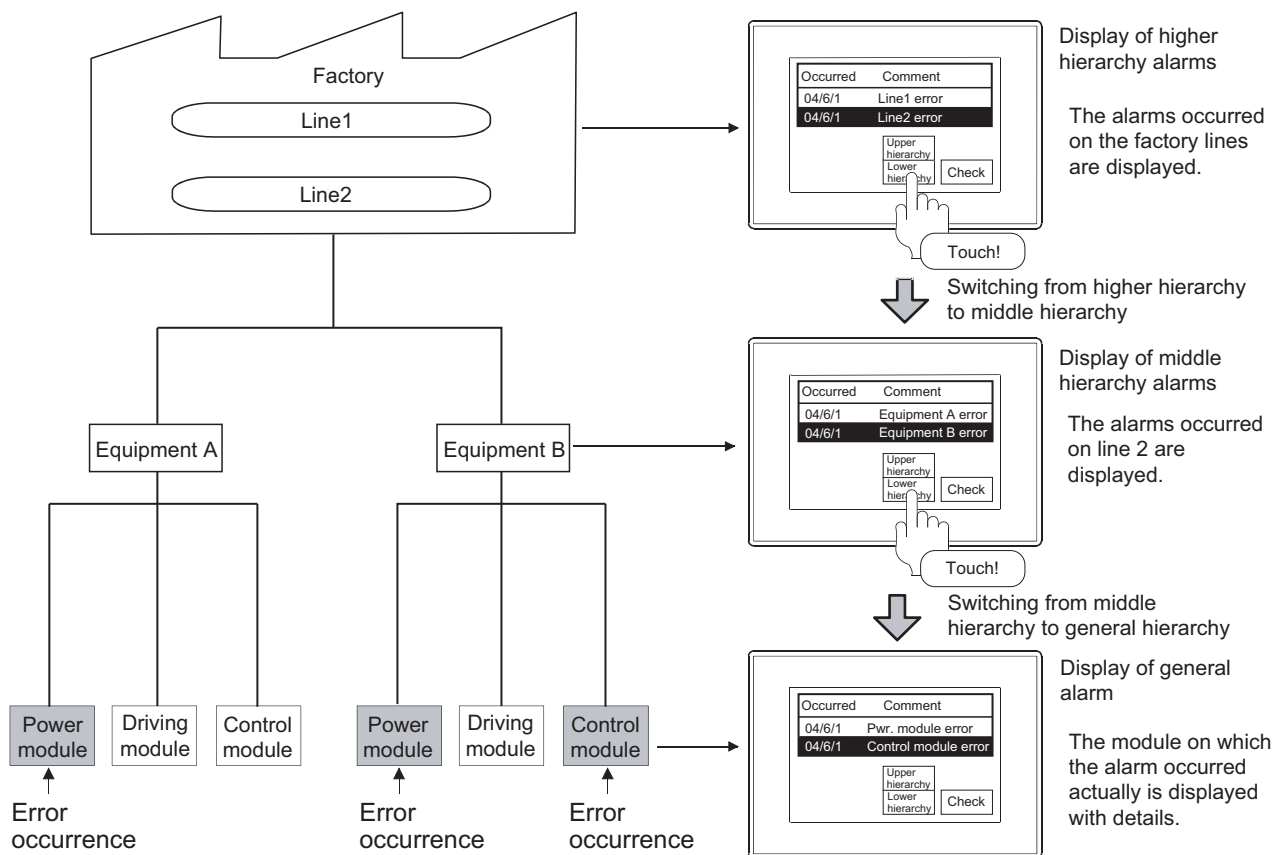 Factory
Line1
Line2
Occurred Comment
04/6/1 Line1 error
04/6/1 Line2 error
Upper
hierarchy
Lower
hierarchy
Check
Touch!
Display of higher
hierarchy alarms
The alarms occurred
on the factory lines
are displayed.
Switching from higher hierarchy
to middle hierarchy
Equipment A
Equipment B
Occurred Comment
04/6/1 Equipment A error
04/6/1 Equipment B error
Upper
hierarchy
Lower
hierarchy
Check
Touch!
Display of middle
hierarchy alarms
The alarms occurred
on line 2 are
displayed.
Switching from middle
hierarchy to general hierarchy
Power
module
Driving
module
Control
module
Power
module
Driving
module
Control
module
Error
occurrence
Error
occurrence
Error
occurrence
Occurred Comment
04/6/1 Pwr. module error
04/6/1 Control module error
Upper
hierarchy
Lower
hierarchy
Check
Display of general
alarm
The module on which
the alarm occurred
actually is displayed
with details.